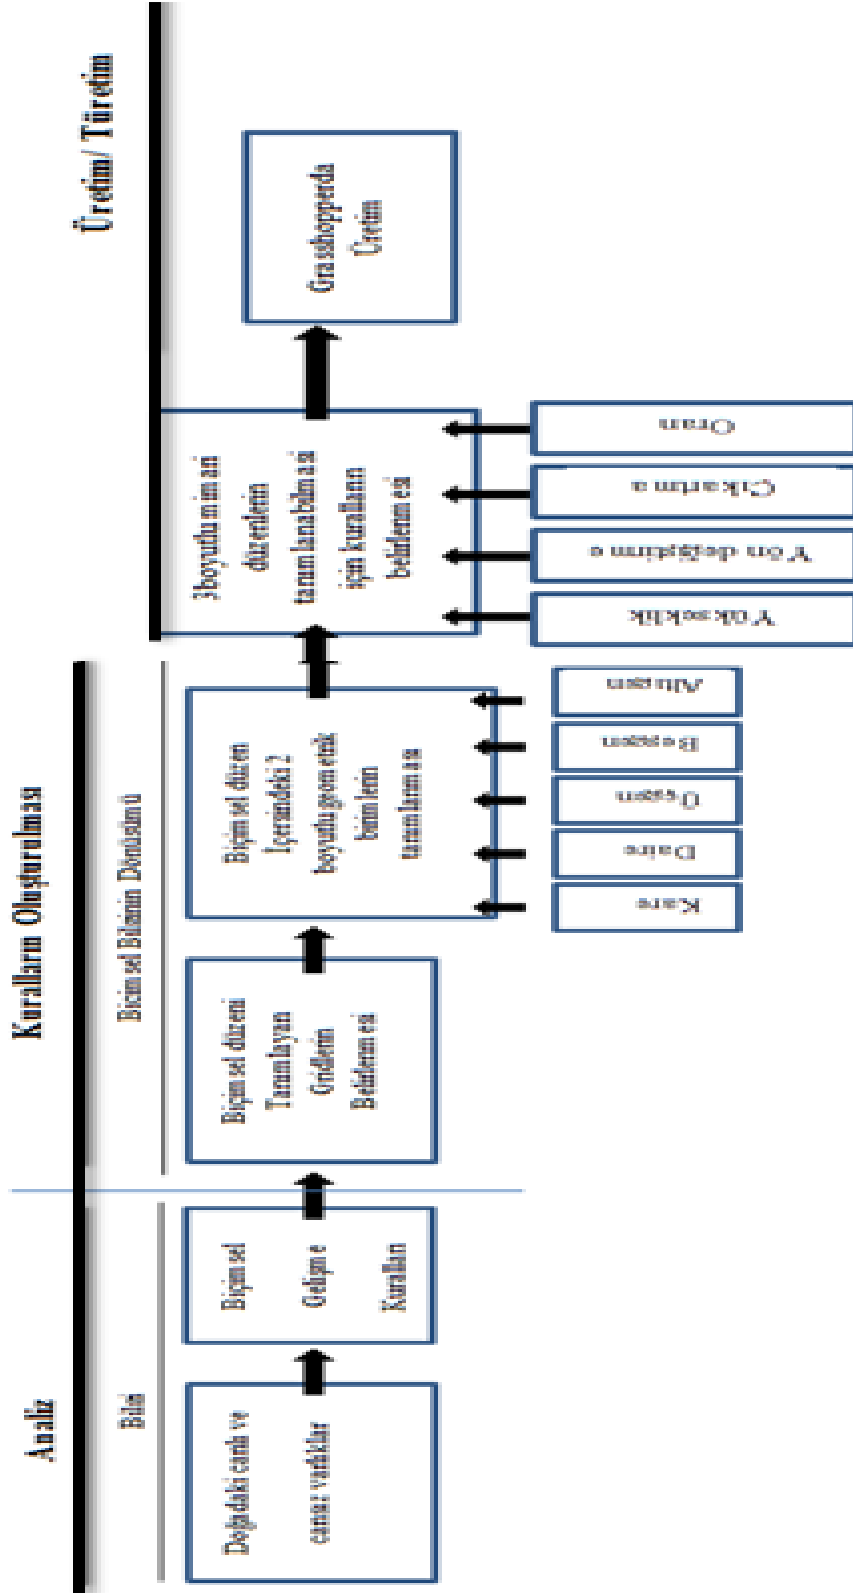 Analiz
Kuralların Oluşturulması
Üretim/ Türetim
Bilgi
Biçimsel Bilginin Dönüşümü
Doğadaki canlı ve
cansız varlıklar
Biçimsel
Gelişme
Kuralları
Biçimsel düzeni
Tanımlayan
Gridlerin
Belirlenmesi
Biçimsel düzen
İçerisindeki 2
boyutlu geometrik
birimlerin
tanımlanması
3 boyutlu mimari
düzenlerin
tanımlanabilmesi
için kuralların
belirlenmesi
Grasshopperda
Üretim
Kare
Daire
Üçgen
Beşgen
Altıgen
Yükseklik
Yön değiştirme
Çıkartma
Oran